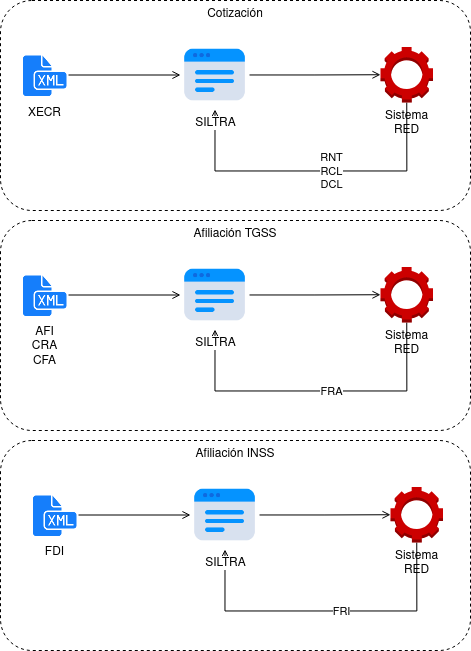 Cotización
XML
XECR
SILTRA
Sistema
RED
RNT
RCL
DCL
Afiliación TGSS
XML
AFI
CRA
CFA
SILTRA
Sistema
RED
FRA
Afiliación INSS
XML
FDI
SILTRA
Sistema
RED
FRI